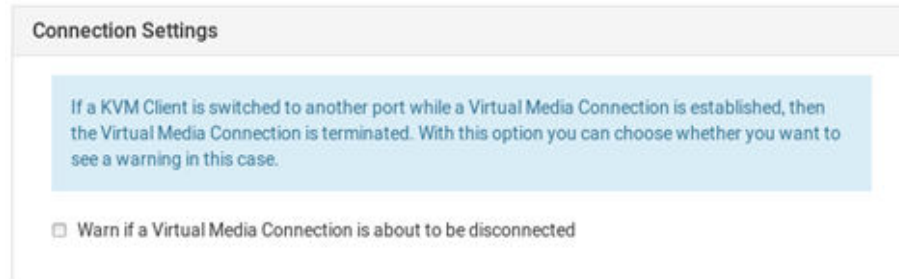 Connection Settings
If a KVM Client is switched to another port while a Virtual Media Connection is established, then
the Virtual Media Connection is terminated. With this option you can choose whether you want to
see a warning in this case.
Warn if a Virtual Media Connection is about to be disconnected